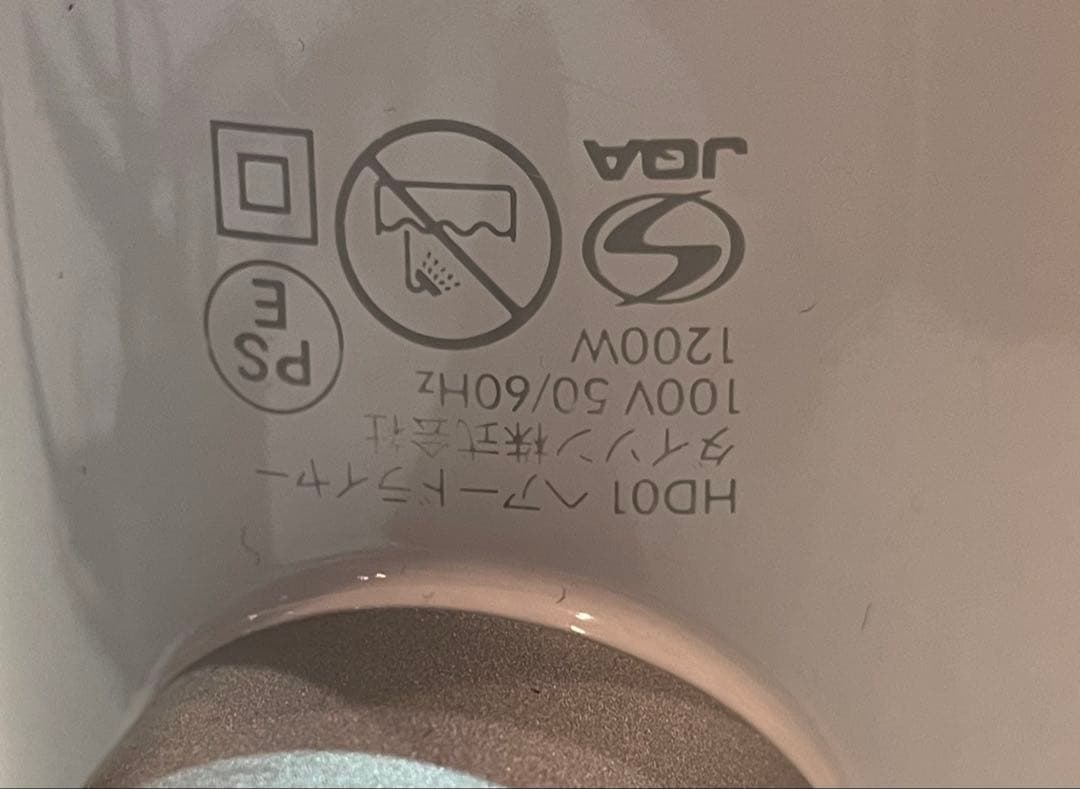 HD01 ヘアードライヤー
ダイソン株式会社
100V 50/60Hz
1200W
PS
E
JQA